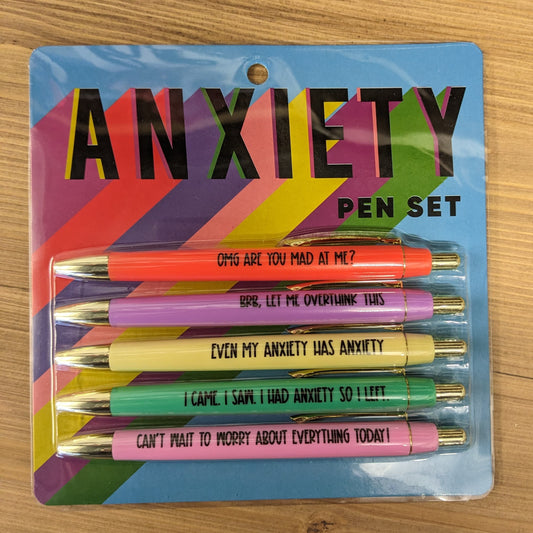 ANXIETY
PEN SET
OMG ARE YOU MAD AT ME?
BRB, LET ME OVERTHINK THIS
EVEN MY ANXIETY HAS ANXIETY
I CAME. I SAW. I HAD ANXIETY SO I LEFT.
CAN'T WAIT TO WORRY ABOUT EVERYTHING TODAY!